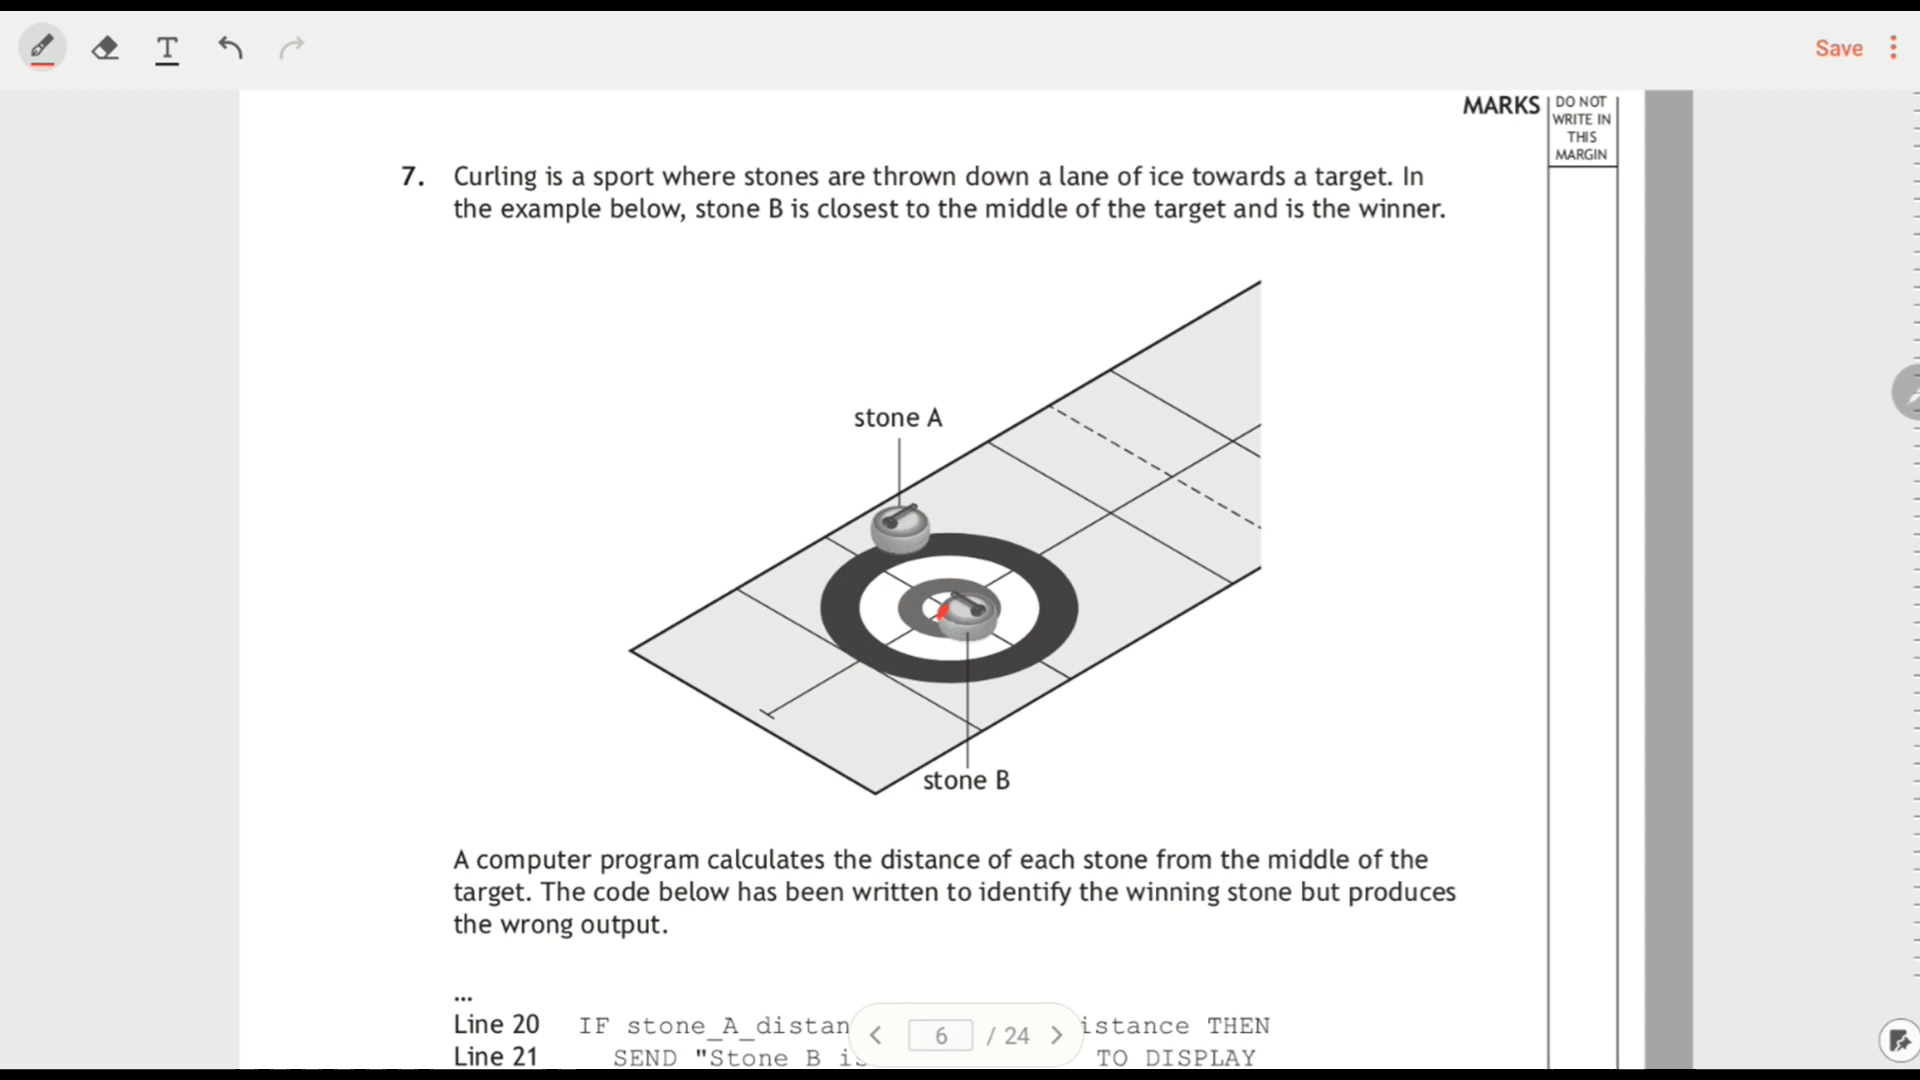 Save
MARKS
DO NOT
WRITE IN
THIS
MARGIN
7. Curling is a sport where stones are thrown down a lane of ice towards a target. In
the example below, stone B is closest to the middle of the target and is the winner.
stone A
stone B
A computer program calculates the distance of each stone from the middle of the
target. The code below has been written to identify the winning stone but produces
the wrong output.
...
Line 20 IF stone_A_distan istance THEN
Line 21 SEND "Stone B is TO DISPLAY
6 / 24